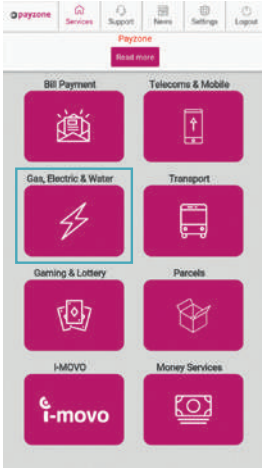 payzone
Services
Support
News
Settings
Logout
Payzone
Read more
Bill Payment
Telecoms & Mobile
Gas, Electric & Water
Transport
Gaming & Lottery
Parcels
I-MOVO
Money Services
i-movo